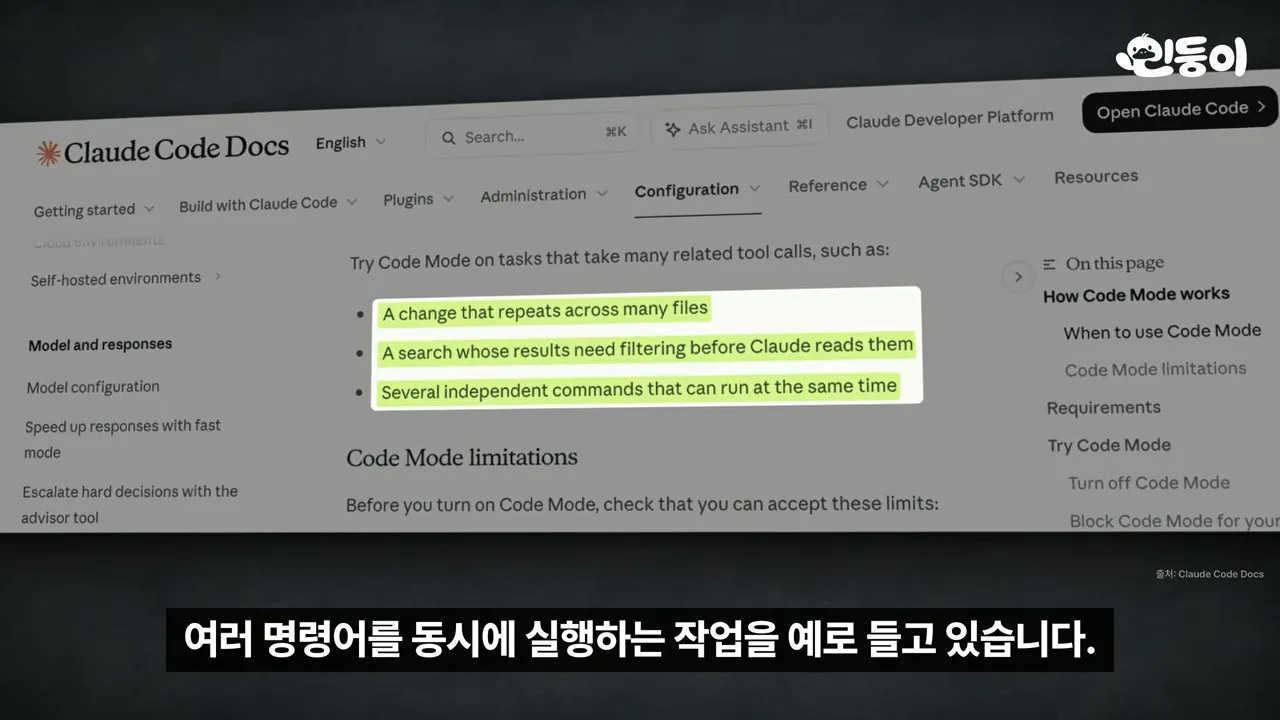 인둥이
Claude Code Docs
English
Search...
⌘K
Ask Assistant ⌘I
Claude Developer Platform
Open Claude Code
Getting started
Build with Claude Code
Plugins
Administration
Configuration
Reference
Agent SDK
Resources
Cloud environments
Self-hosted environments
Model and responses
Model configuration
Speed up responses with fast
mode
Escalate hard decisions with the
advisor tool
Try Code Mode on tasks that take many related tool calls, such as:
• A change that repeats across many files
• A search whose results need filtering before Claude reads them
• Several independent commands that can run at the same time
Code Mode limitations
Before you turn on Code Mode, check that you can accept these limits:
On this page
How Code Mode works
When to use Code Mode
Code Mode limitations
Requirements
Try Code Mode
Turn off Code Mode
Block Code Mode for your
출처: Claude Code Docs
여러 명령어를 동시에 실행하는 작업을 예로 들고 있습니다.